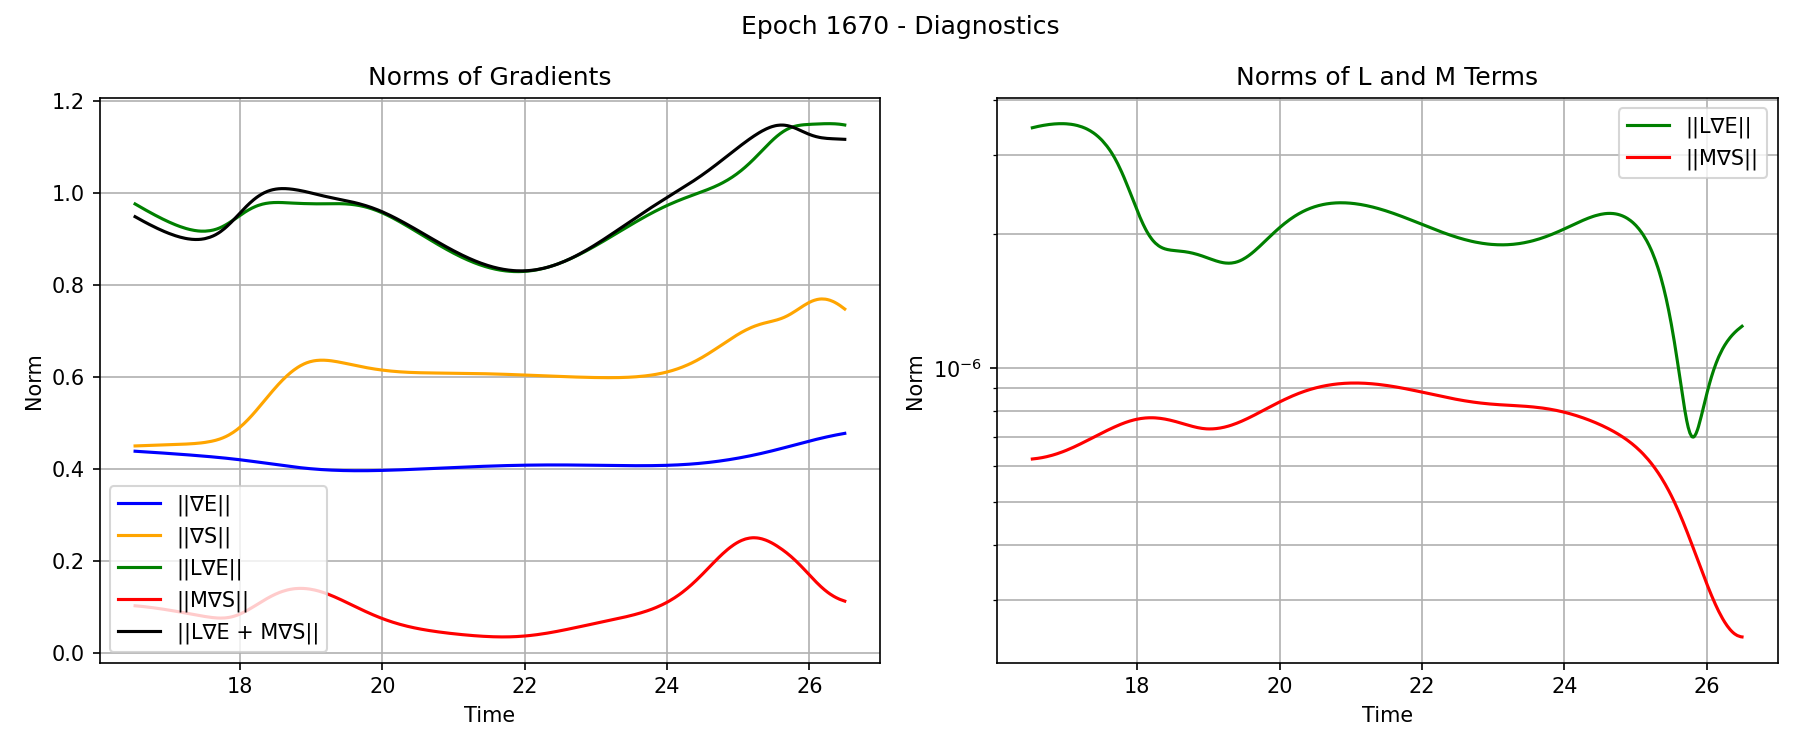 Epoch 1670 - Diagnostics
Norms of Gradients
Norm
1.2
1.0
0.8
0.6
0.4
0.2
0.0
||∇E||
||∇S||
||L∇E||
||M∇S||
||L∇E + M∇S||
18 20 22 24 26
Time
Norms of L and M Terms
Norm
10⁻⁶
||L∇E||
||M∇S||
18 20 22 24 26
Time